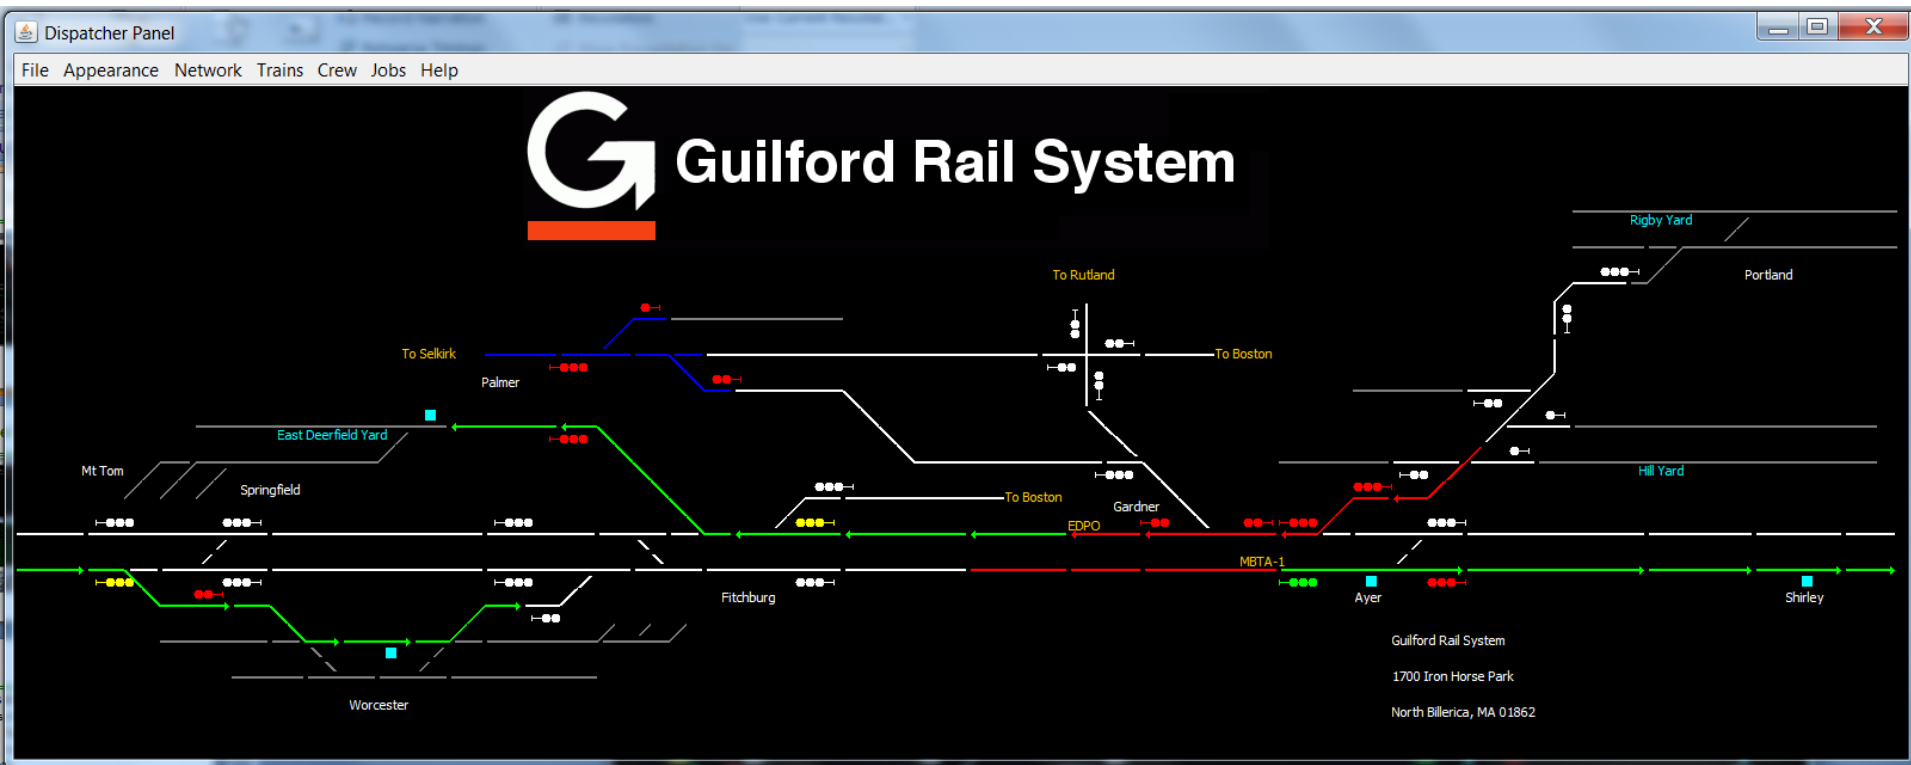 Dispatcher Panel
File Appearance Network Trains Crew Jobs Help
Guilford Rail System
Rigby Yard
To Rutland
Portland
To Selkirk
To Boston
Palmer
East Deerfield Yard
Mt Tom
Hill Yard
Springfield
To Boston
Gardner
EDPO
MBTA-1
Fitchburg
Ayer
Shirley
Guilford Rail System
1700 Iron Horse Park
Worcester
North Billerica, MA 01862